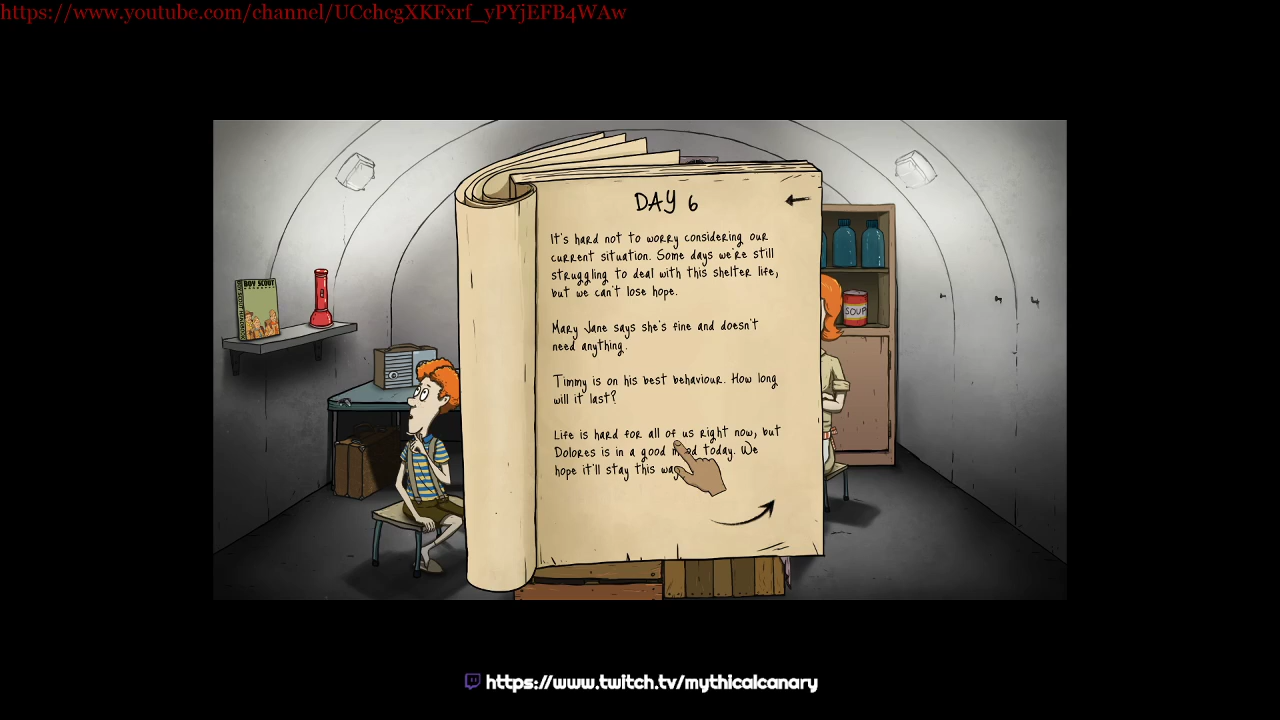 https://www.youtube.com/channel/UCchcgXKFxrf_yPYjEFB4WAw
DAY 6
It's hard not to worry considering our
current situation. Some days we're still
struggling to deal with this shelter life,
but we can't lose hope.
Mary Jane says she's fine and doesn't
need anything.
Timmy is on his best behaviour. How long
will it last?
Life is hard for all of us right now, but
Dolores is in a good mood today. We
hope it'll stay this way
BOY SCOUT
SOUP
https://www.twitch.tv/mythicalcanary